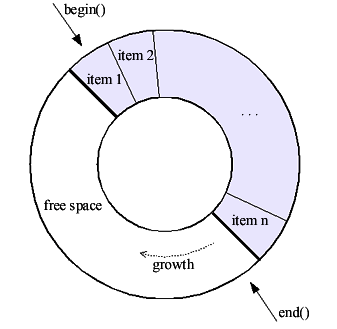 begin()
item 1
item 2
. . .
item n
free space
growth
end()